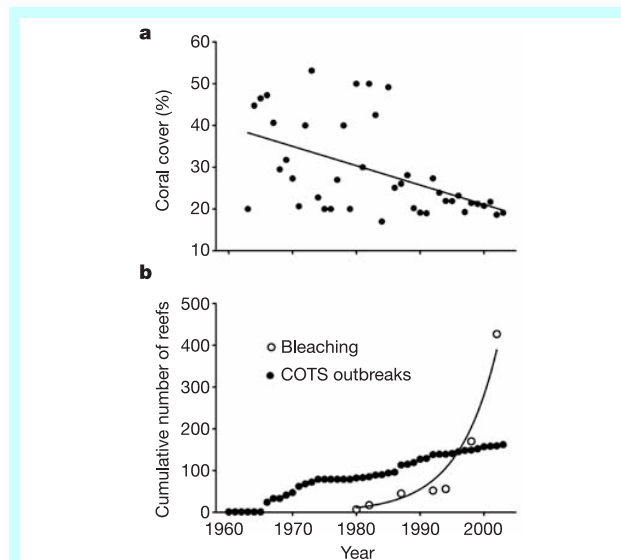 a
60
50
40
30
20
10
Coral cover (%)
b
500
400
300
200
100
0
Cumulative number of reefs
Bleaching
COTS outbreaks
1960 1970 1980 1990 2000
Year